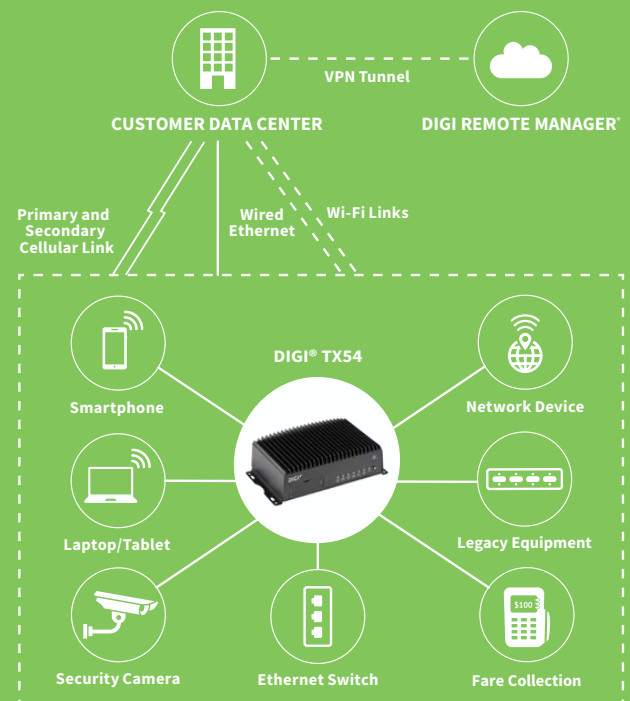 VPN Tunnel
CUSTOMER DATA CENTER
DIGI REMOTE MANAGER®
Primary and
Secondary
Cellular Link
Wired
Ethernet
Wi-Fi Links
DIGI® TX54
Smartphone
Network Device
DIGI
Laptop/Tablet
Legacy Equipment
$100
Security Camera
Ethernet Switch
Fare Collection